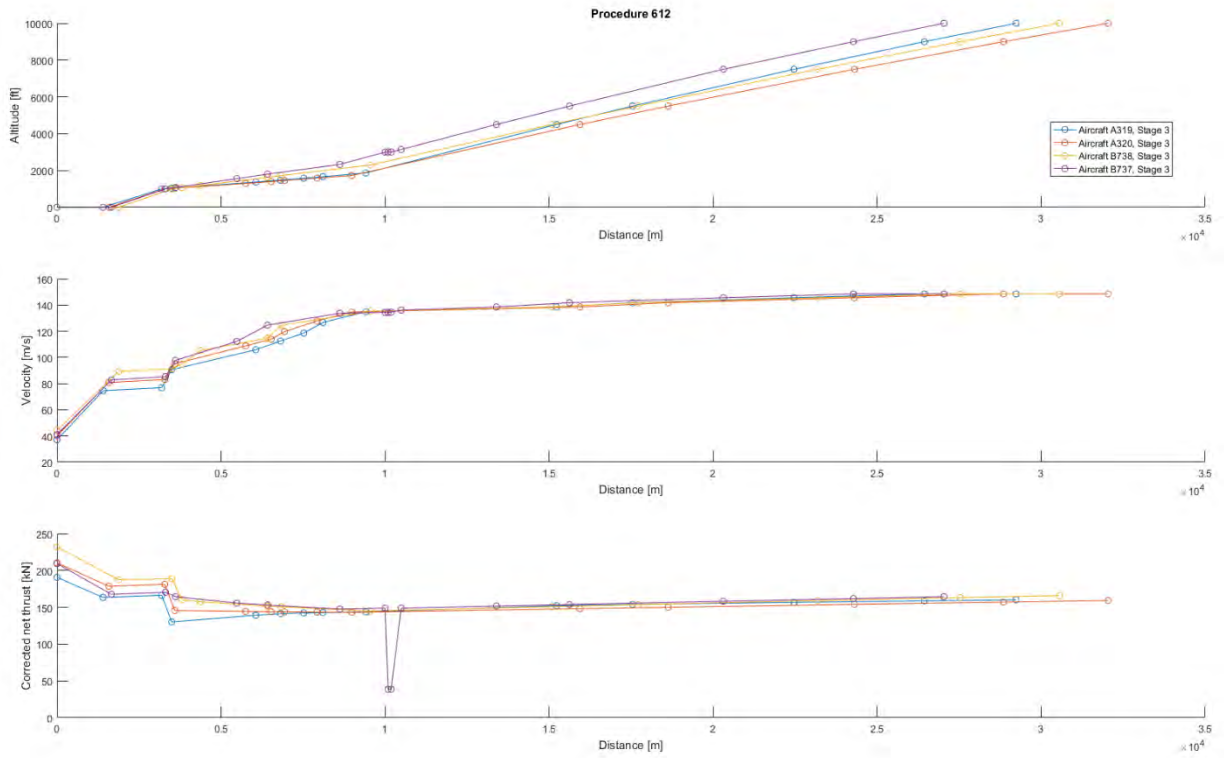 Procedure 612
10000
8000
6000
4000
2000
0
Altitude [ft]
0 0.5 1 1.5 2 2.5 3 3.5
Distance [m]
× 10^4
Aircraft A319, Stage 3
Aircraft A320, Stage 3
Aircraft B738, Stage 3
Aircraft B737, Stage 3
160
140
120
100
80
60
40
20
Velocity [m/s]
0 0.5 1 1.5 2 2.5 3 3.5
Distance [m]
× 10^4
250
200
150
100
50
0
Corrected net thrust [kN]
0 0.5 1 1.5 2 2.5 3 3.5
Distance [m]
× 10^4